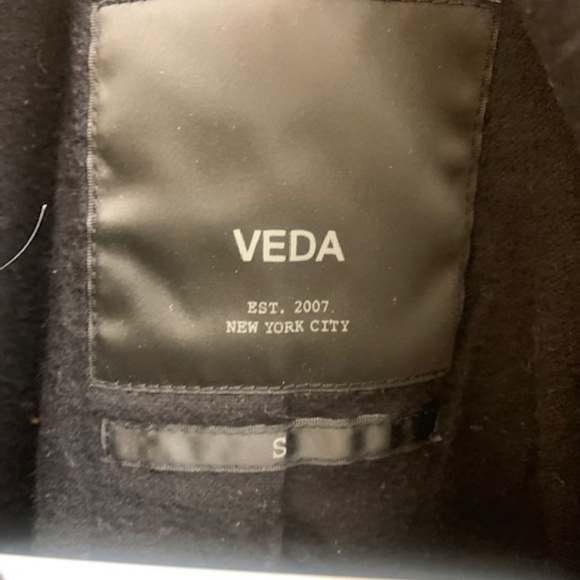 VEDA
EST. 2007
NEW YORK CITY
S